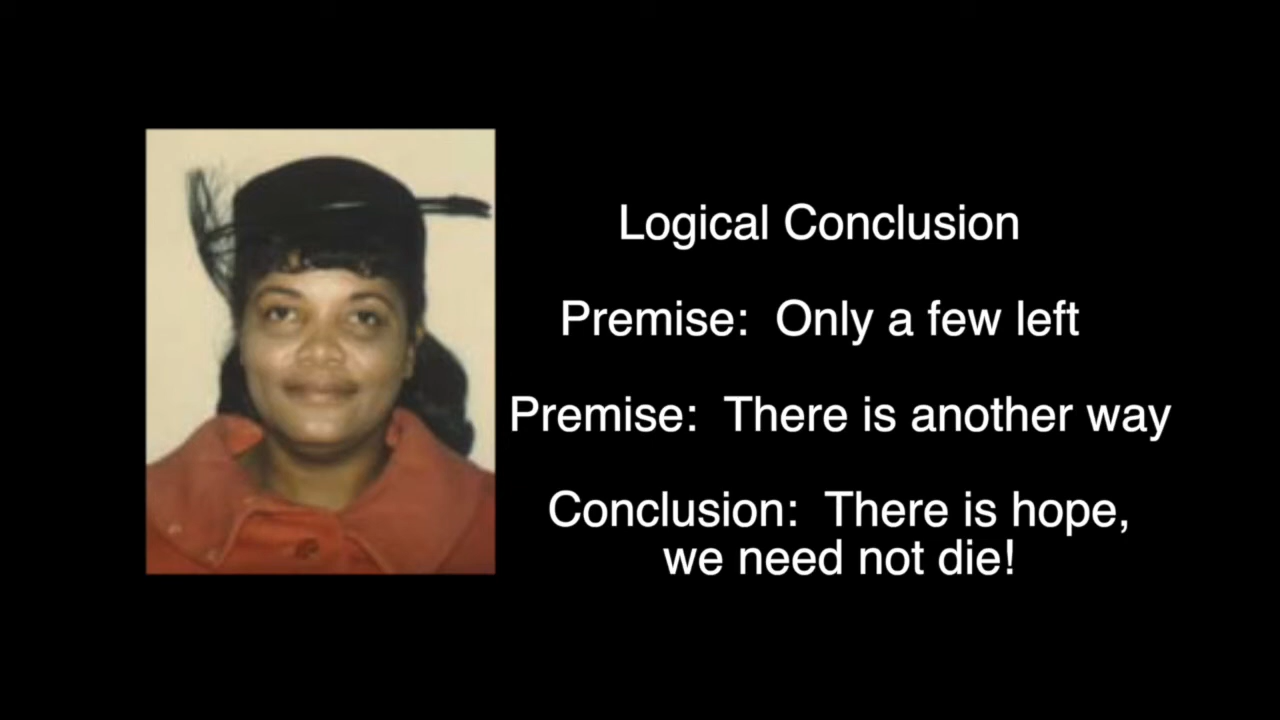 Logical Conclusion
Premise: Only a few left
Premise: There is another way
Conclusion: There is hope,
we need not die!